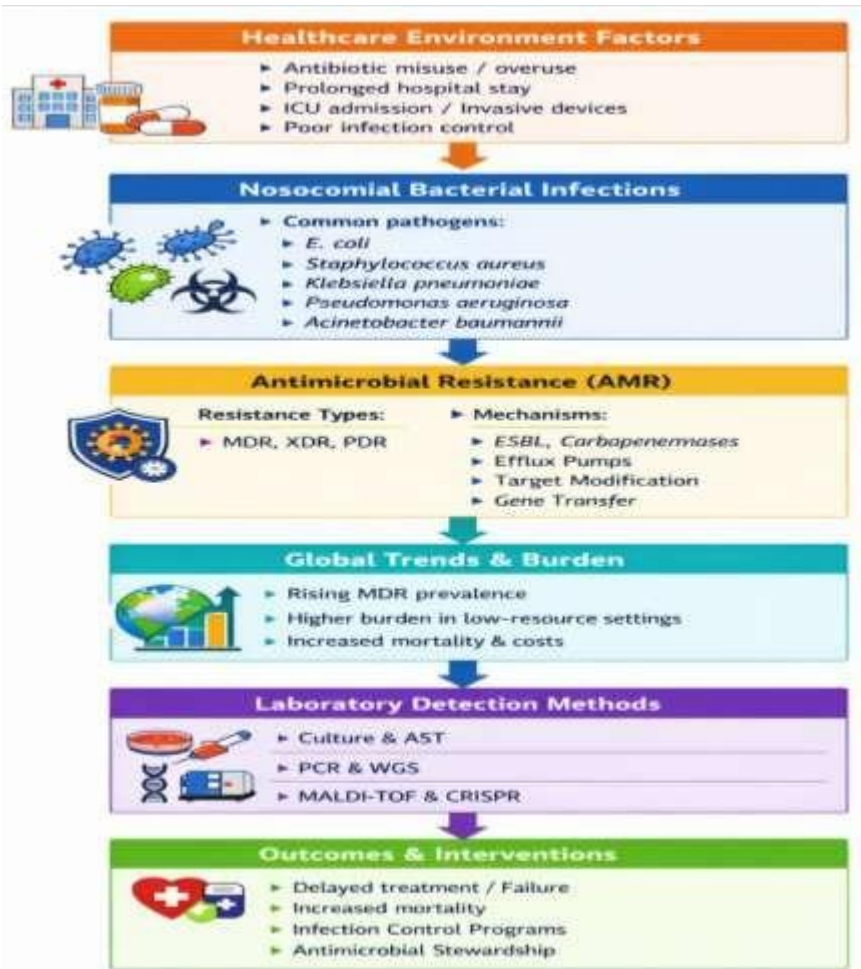 Healthcare Environment Factors
► Antibiotic misuse / overuse
► Prolonged hospital stay
► ICU admission / Invasive devices
► Poor infection control
Nosocomial Bacterial Infections
► Common pathogens:
► E. coli
► Staphylococcus aureus
► Klebsiella pneumoniae
► Pseudomonas aeruginosa
► Acinetobacter baumannii
Antimicrobial Resistance (AMR)
Resistance Types:
► MDR, XDR, PDR
► Mechanisms:
► ESBL, Carbapenermases
► Efflux Pumps
► Target Modification
► Gene Transfer
Global Trends & Burden
► Rising MDR prevalence
► Higher burden in low-resource settings
► Increased mortality & costs
Laboratory Detection Methods
► Culture & AST
► PCR & WGS
► MALDI-TOF & CRISPR
Outcomes & Interventions
► Delayed treatment / Failure
► Increased mortality
► Infection Control Programs
► Antimicrobial Stewardship